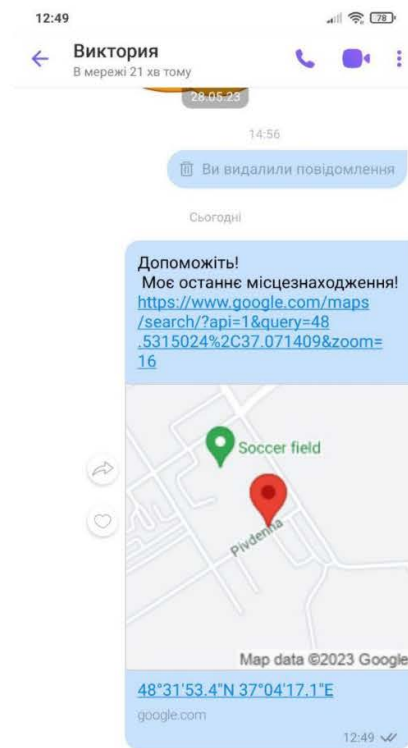 12:49
78
Виктория
В мережі 21 хв тому
28.05.23
14:56
Ви видалили повідомлення
Сьогодні
Допоможіть!
Моє останнє місцезнаходження!
https://www.google.com/maps
/search/?api=1&query=48
.5315024%2C37.071409&zoom=
16
Soccer field
Pivdenna
Map data ©2023 Google
48°31'53.4"N 37°04'17.1"E
google.com
12:49